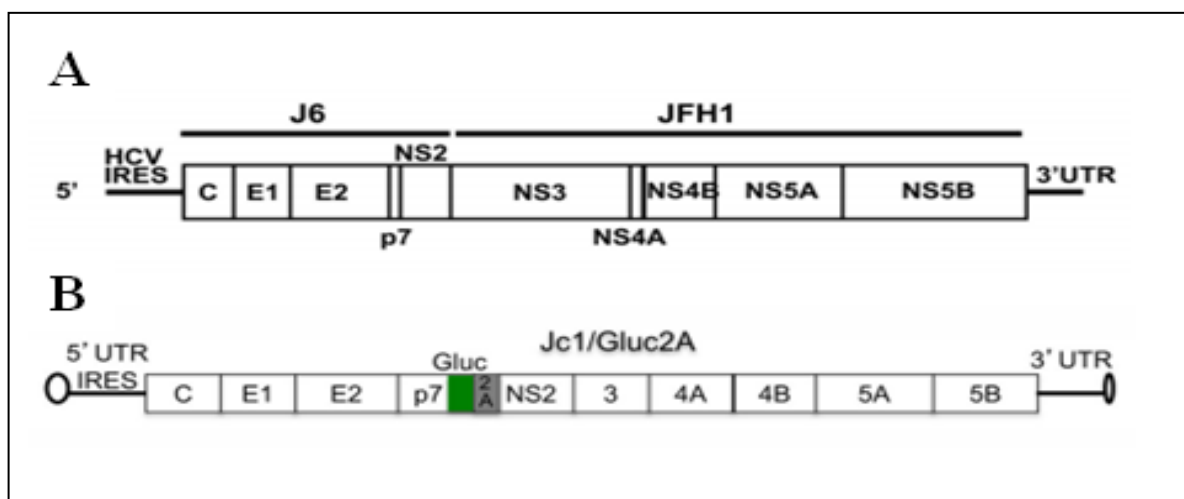 A
J6 JFH1
HCV
IRES
NS2
5' C E1 E2 NS3 NS4B NS5A NS5B 3'UTR
p7 NS4A
B
Jc1/Gluc2A
5' UTR
IRES
Gluc
3' UTR
C E1 E2 p7 2A NS2 3 4A 4B 5A 5B